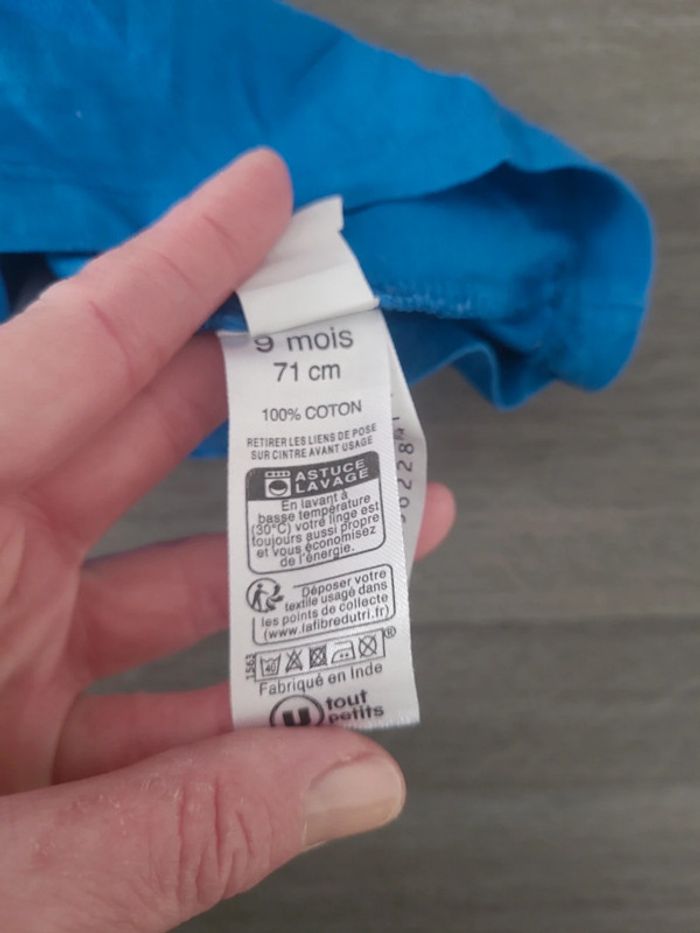 9 mois
71 cm
100% COTON
RETIRER LES LIENS DE POSE
SUR CINTRE AVANT USAGE
ASTUCE
LAVAGE
En lavant à
basse température
(30°C) votre linge est
toujours aussi propre
et vous économisez
de l'énergie.
Déposer votre
textile usagé dans
les points de collecte
(www.lafibredutri.fr)
1563
40
®
Fabriqué en Inde
U tout
petits